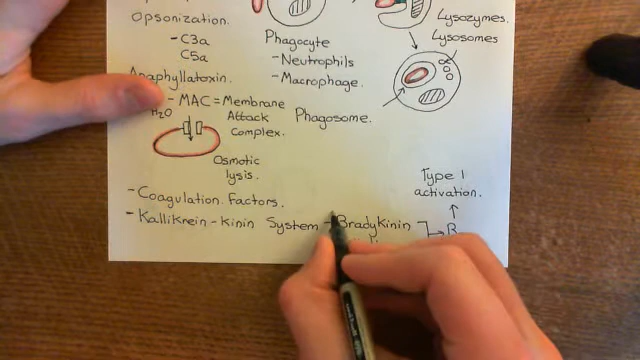 Opsonization.
- C3a
C5a
Anaphyllatoxin.
- MAC = Membrane
Attack
Complex.
H2O
Osmotic
lysis.
Phagocyte
- Neutrophils
- Macrophage.
Phagosome.
Lysozymes.
Lysosomes
- Coagulation Factors.
- Kallikrein - Kinin System - Bradykinin
Type 1
activation.